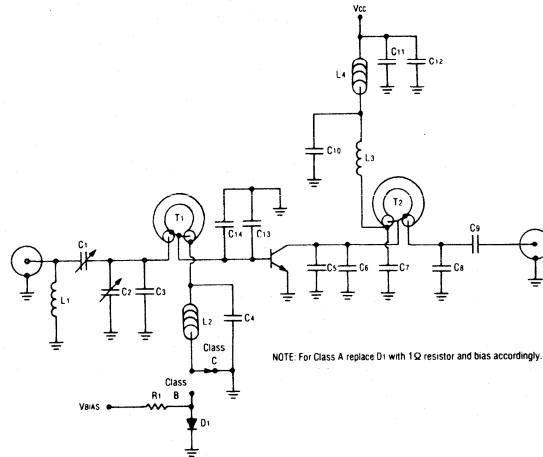 Vcc
C11
C12
L4
C10
L3
T1
T2
C14
C13
C9
C1
C2
C3
L1
C5
C6
C7
C8
L2
C4
Class
C
NOTE: For Class A replace D1 with 1Ω resistor and bias accordingly.
Class
B
VBIAS
R1
D1